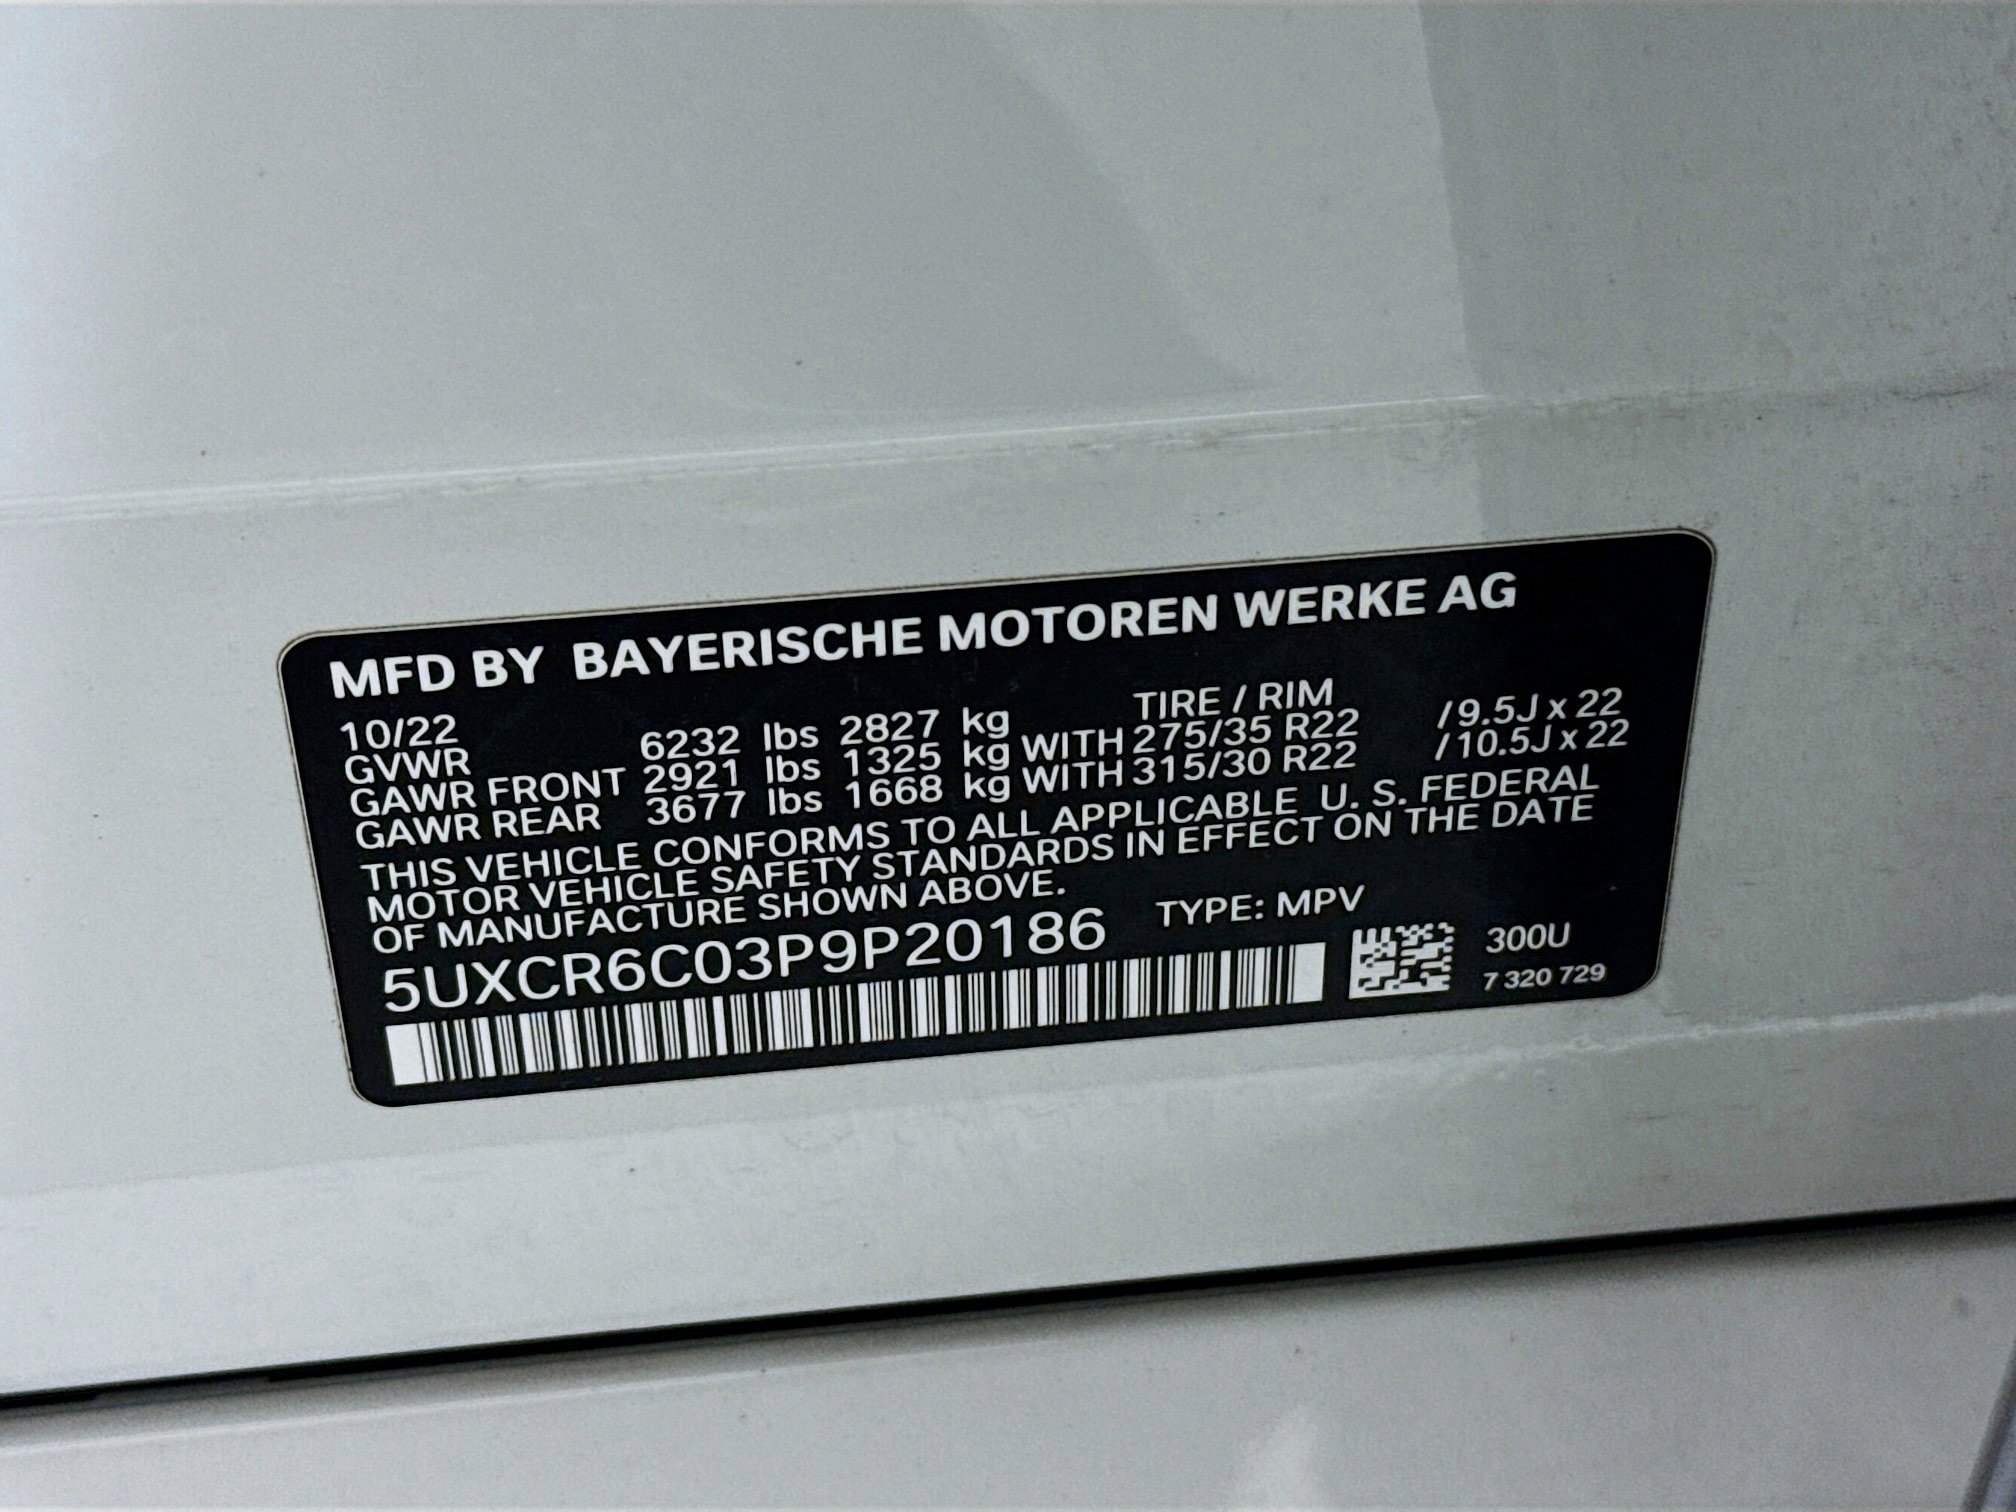 MFD BY BAYERISCHE MOTOREN WERKE AG
10/22 TIRE / RIM
GVWR 6232 lbs 2827 kg
GAWR FRONT 2921 lbs 1325 kg WITH 275/35 R22 / 9.5J x 22
GAWR REAR 3677 lbs 1668 kg WITH 315/30 R22 / 10.5J x 22
THIS VEHICLE CONFORMS TO ALL APPLICABLE U. S. FEDERAL
MOTOR VEHICLE SAFETY STANDARDS IN EFFECT ON THE DATE
OF MANUFACTURE SHOWN ABOVE.
5UXCR6C03P9P20186 TYPE: MPV
300U
7 320 729